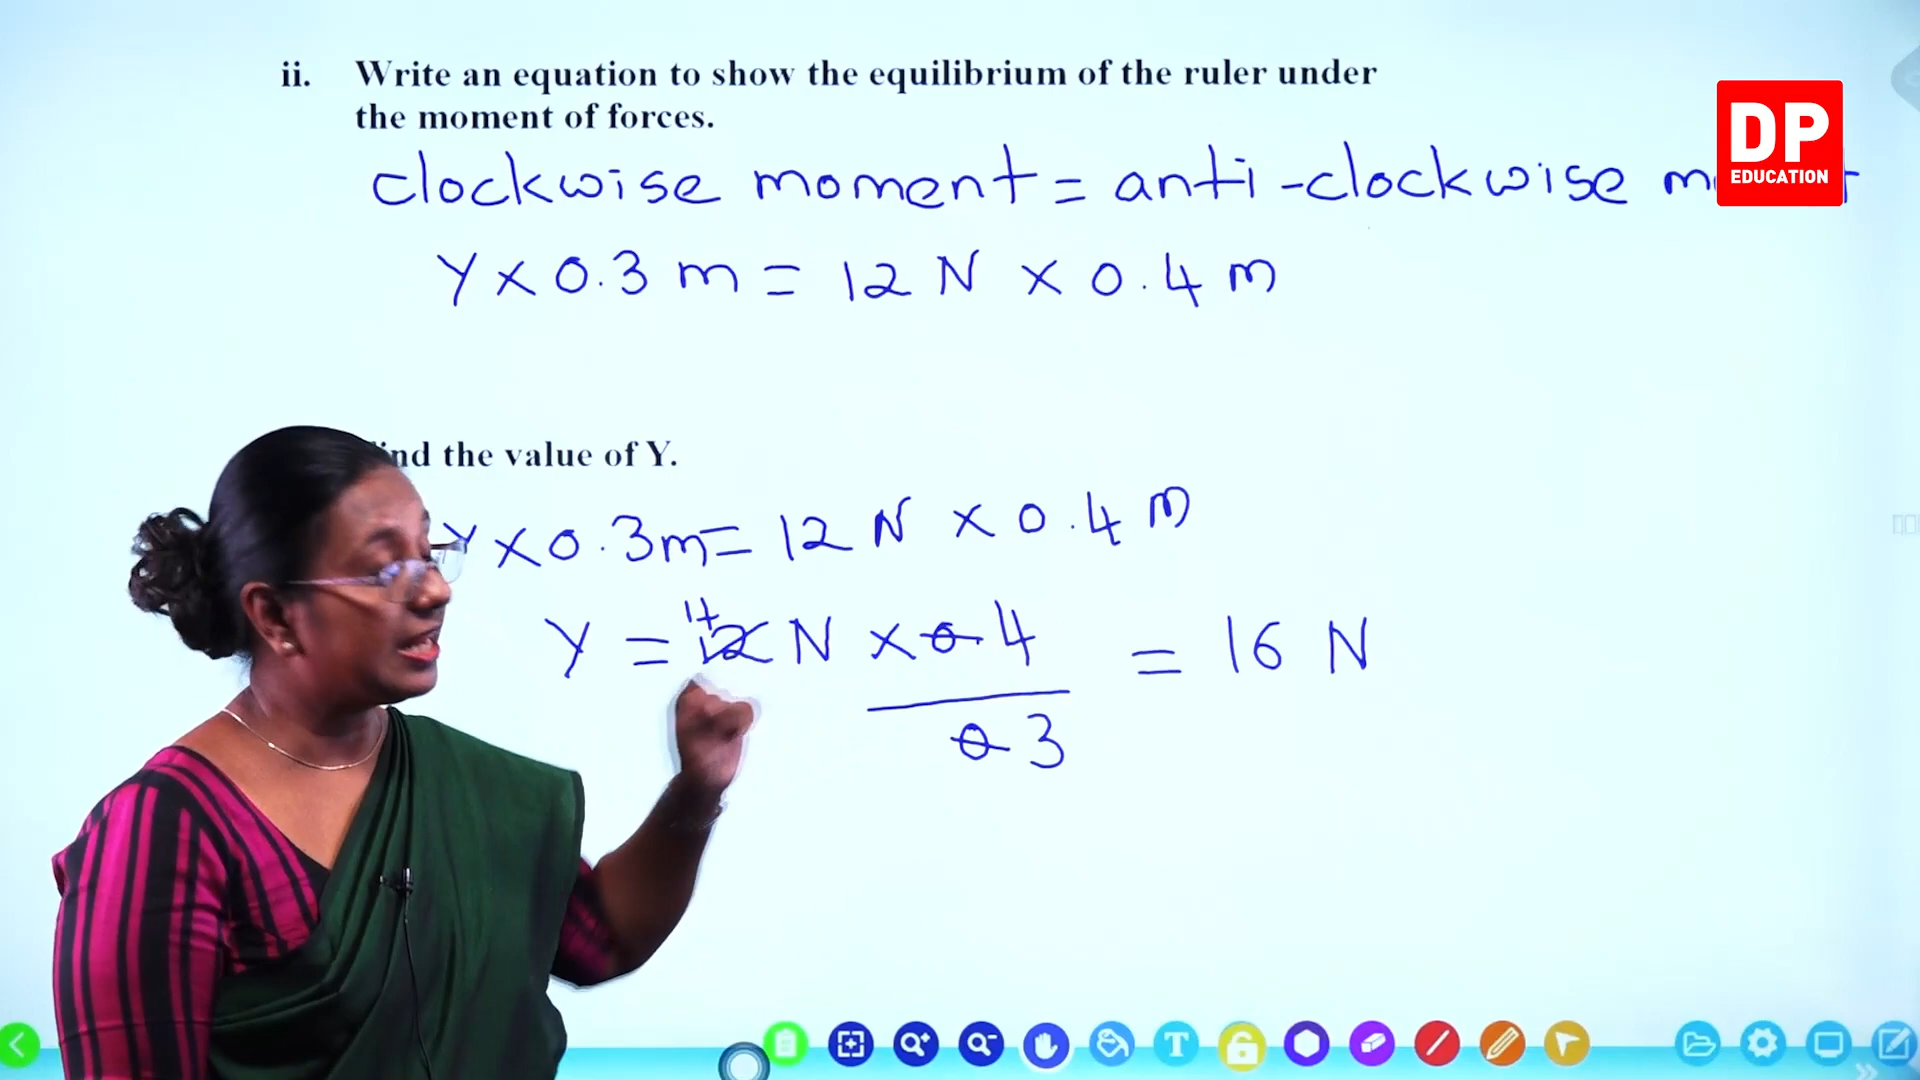 ii. Write an equation to show the equilibrium of the ruler under
the moment of forces.
DP
EDUCATION
clockwise moment = anti-clockwise
Y × 0.3 m = 12 N × 0.4 m
the value of Y.
Y × 0.3m = 12 N × 0.4 m
4
Y = 12 N × 0.4 = 16 N
0.3
T